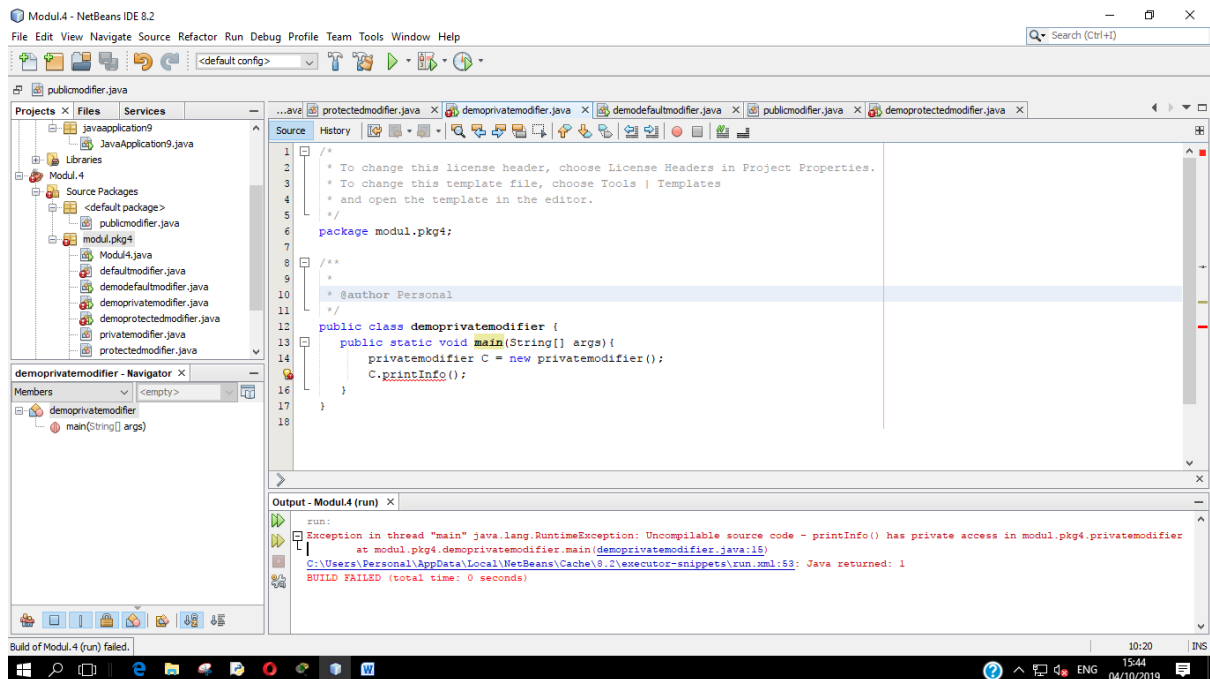 Modul.4 - NetBeans IDE 8.2
File Edit View Navigate Source Refactor Run Debug Profile Team Tools Window Help
Search (Ctrl+I)
<default config>
publicmodifier.java
Projects Files Services
javaapplication9
JavaApplication9.java
Libraries
Modul.4
Source Packages
<default package>
publicmodifier.java
modul.pkg4
Modul4.java
defaultmodifier.java
demodefaultmodifier.java
demoprivatemodifier.java
demoprotectedmodifier.java
privatemodifier.java
protectedmodifier.java
demoprivatemodifier - Navigator
Members <empty>
demoprivatemodifier
main(String[] args)
...ava protectedmodifier.java demoprivatemodifier.java demodefaultmodifier.java publicmodifier.java demoprotectedmodifier.java
Source History
1 /*
2 * To change this license header, choose License Headers in Project Properties.
3 * To change this template file, choose Tools | Templates
4 * and open the template in the editor.
5 */
6 package modul.pkg4;
7
8 /**
9 *
10 * @author Personal
11 */
12 public class demoprivatemodifier {
13 public static void main(String[] args){
14 privatemodifier C = new privatemodifier();
C.printInfo();
16 }
17 }
18
Output - Modul.4 (run)
run:
Exception in thread "main" java.lang.RuntimeException: Uncompilable source code - printInfo() has private access in modul.pkg4.privatemodifier
at modul.pkg4.demoprivatemodifier.main(demoprivatemodifier.java:15)
C:\Users\Personal\AppData\Local\NetBeans\Cache\8.2\executor-snippets\run.xml:53: Java returned: 1
BUILD FAILED (total time: 0 seconds)
Build of Modul.4 (run) failed.
10:20 INS
ENG
15:44
04/10/2019